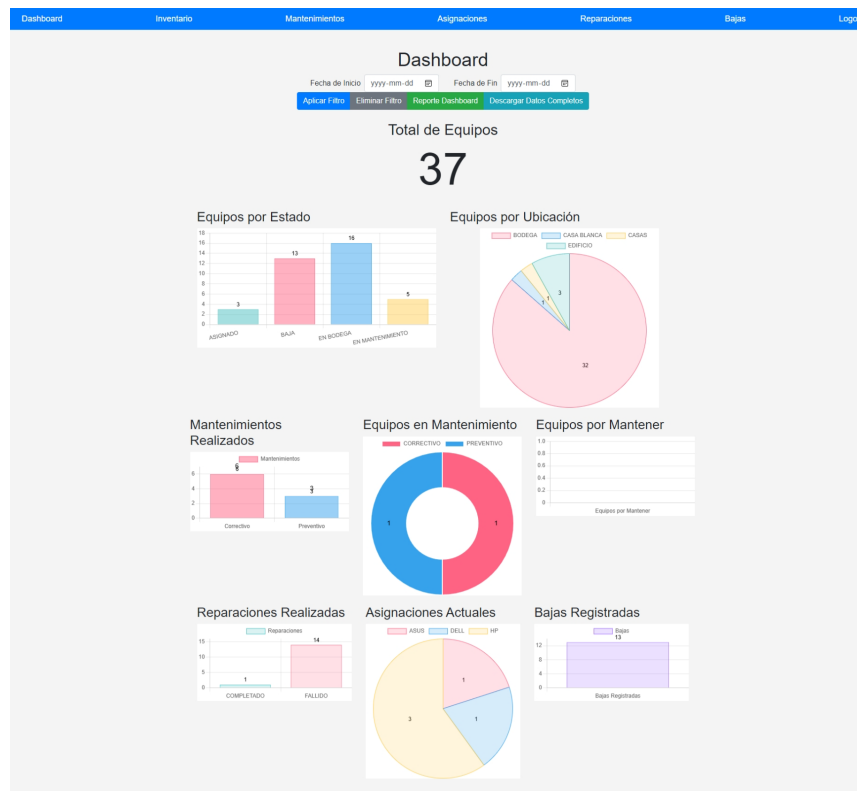 Dashboard Inventario Mantenimientos Asignaciones Reparaciones Bajas Logo
Dashboard
Fecha de Inicio yyyy-mm-dd Fecha de Fin yyyy-mm-dd
Aplicar Filtro Eliminar Filtro Reporte Dashboard Descargar Datos Completos
Total de Equipos
37
Equipos por Estado
18
16
14
12
10
8
6
4
2
0
3
13
16
5
ASIGNADO
BAJA
EN BODEGA
EN MANTENIMIENTO
Equipos por Ubicación
BODEGA CASA BLANCA CASAS
EDIFICIO
3
1
1
32
Mantenimientos
Realizados
Mantenimientos
6
4
2
0
6
3
3
Correctivo Preventivo
Equipos en Mantenimiento
CORRECTIVO PREVENTIVO
1 1
Equipos por Mantener
1.0
0.8
0.6
0.4
0.2
0
Equipos por Mantener
Reparaciones Realizadas
Reparaciones
15
10
5
0
1
14
COMPLETADO FALLIDO
Asignaciones Actuales
ASUS DELL HP
1
3 1
Bajas Registradas
Bajas
13
12
8
4
0
Bajas Registradas